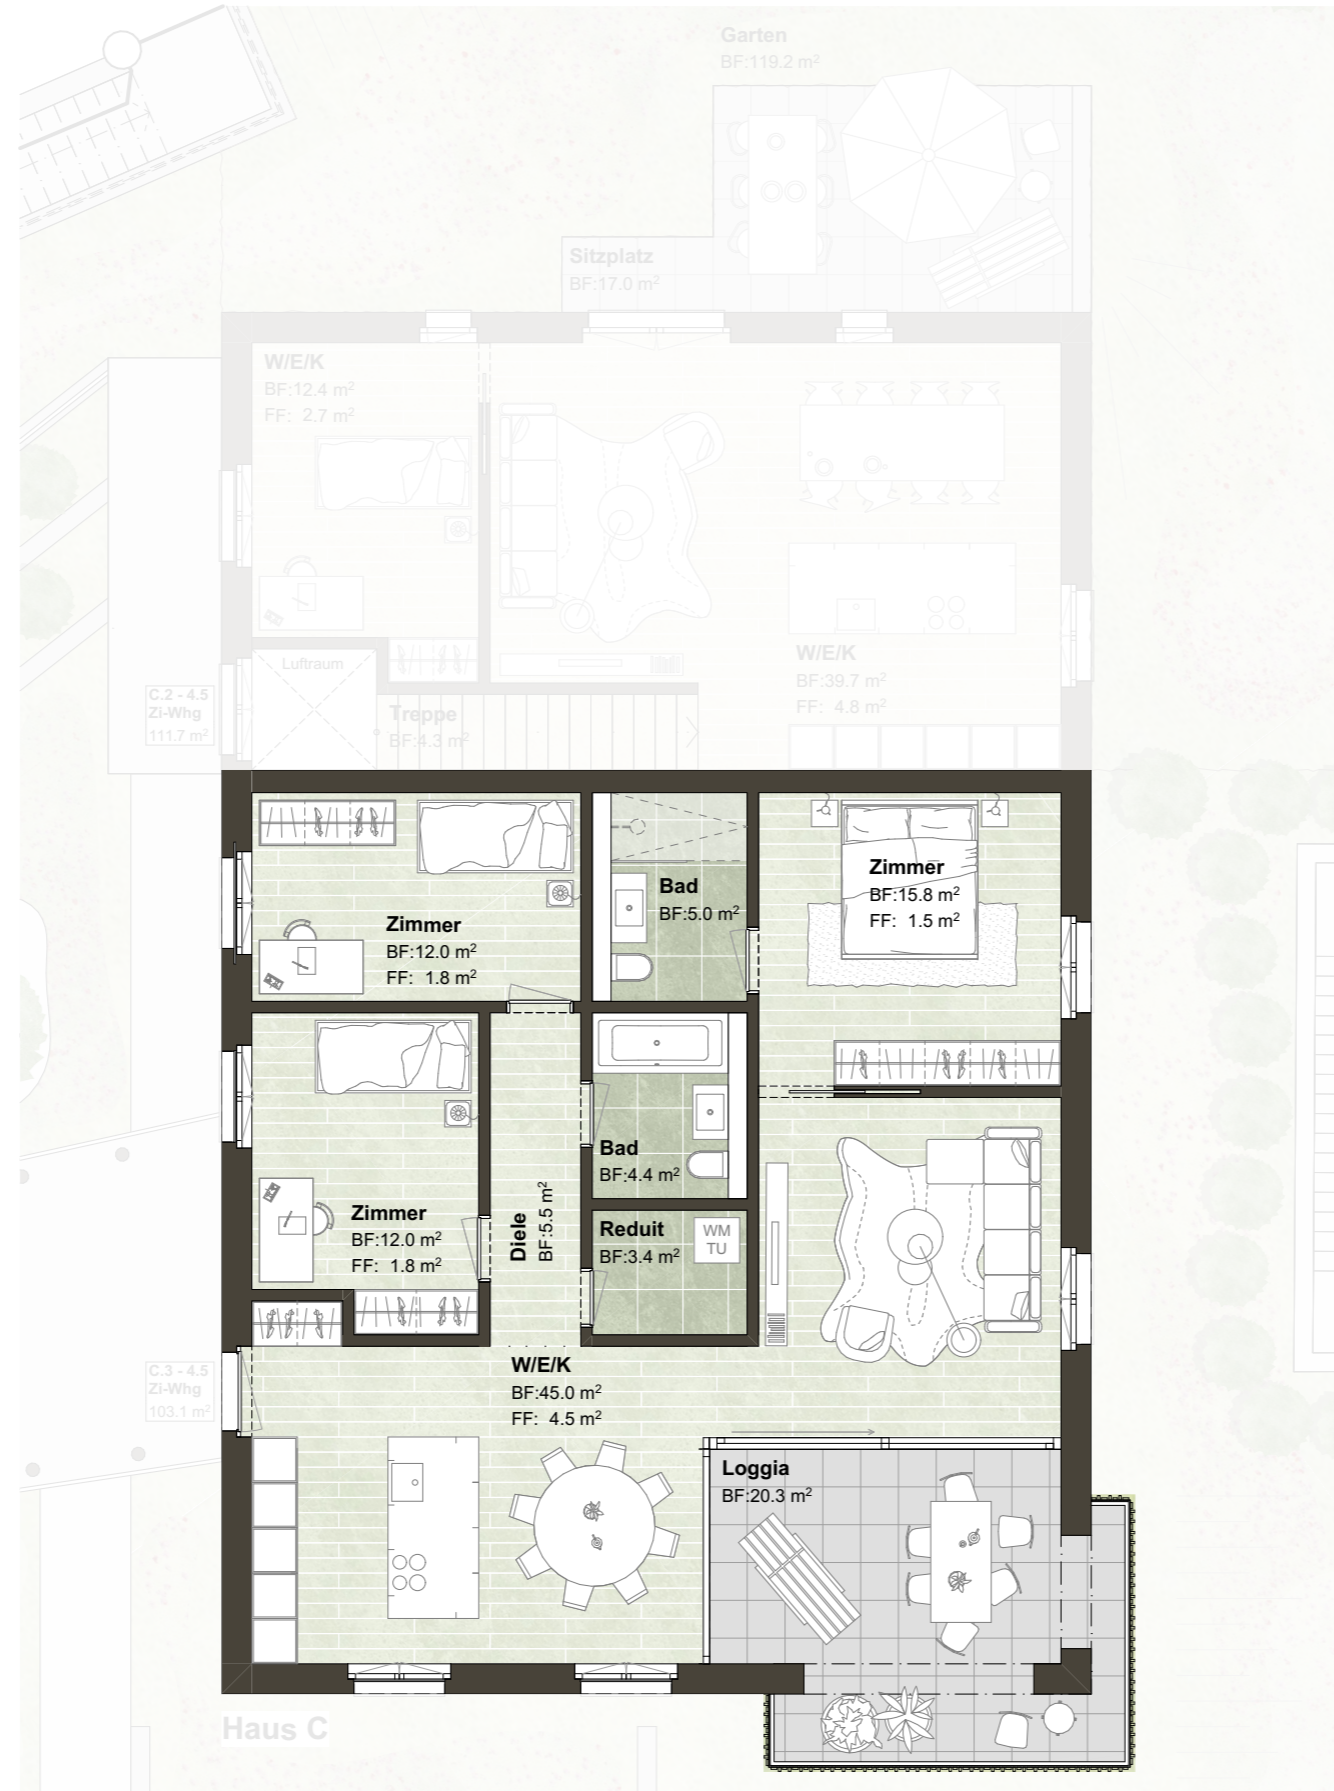 Garten
BF:119.2 m²
Sitzplatz
BF:17.0 m²
W/E/K
BF:12.4 m²
FF: 2.7 m²
Luftraum
W/E/K
BF:39.7 m²
FF: 4.8 m²
C.2 - 4.5
Zi-Whg
111.7 m²
Treppe
BF:4.3 m²
Zimmer
BF:12.0 m²
FF: 1.8 m²
Bad
BF:5.0 m²
Zimmer
BF:15.8 m²
FF: 1.5 m²
Zimmer
BF:12.0 m²
FF: 1.8 m²
Diele
BF:5.5 m²
Bad
BF:4.4 m²
Reduit
BF:3.4 m²
WM
TU
C.3 - 4.5
Zi-Whg
103.1 m²
W/E/K
BF:45.0 m²
FF: 4.5 m²
Loggia
BF:20.3 m²
Haus C